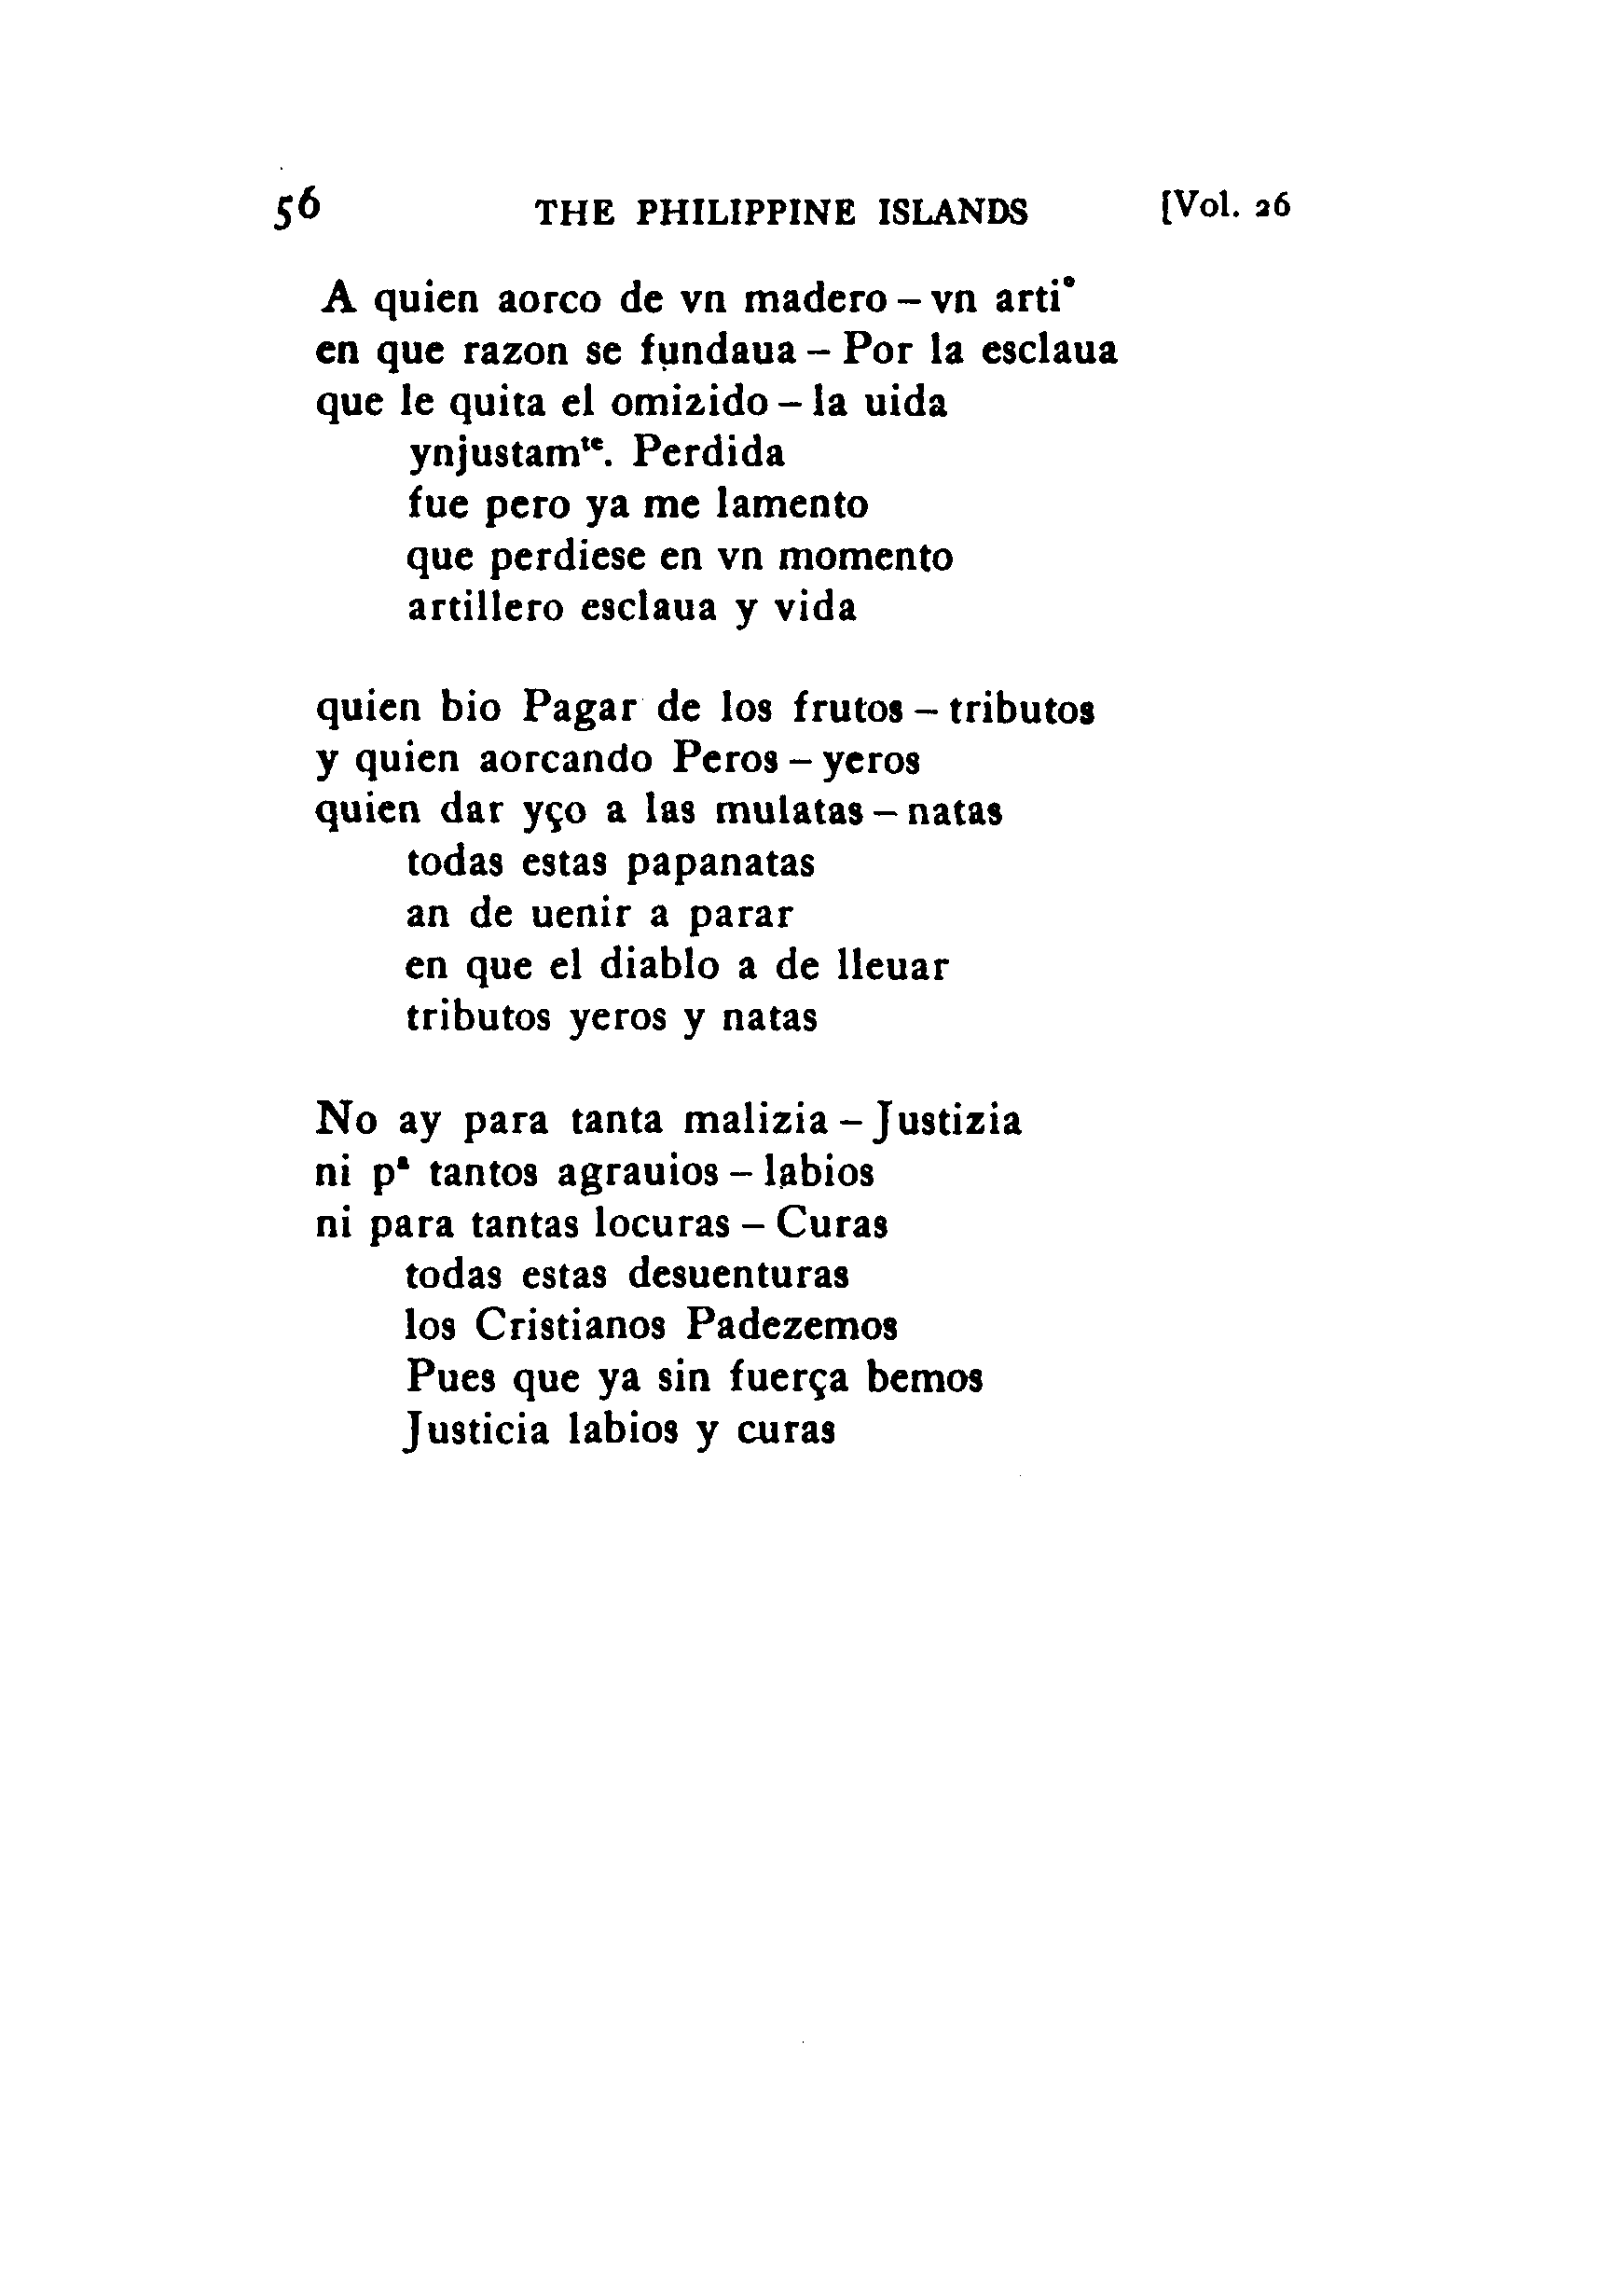 56 THE PHILIPPINE ISLANDS [Vol. 26
A quien aorco de vn madero – vn artiº
en que razon se fundaua – Por la esclaua
que le quita el omizido – la uida
ynjustamᵗᵉ. Perdida
fue pero ya me lamento
que perdiese en vn momento
artillero esclaua y vida
quien bio Pagar de los frutos – tributos
y quien aorcando Peros – yeros
quien dar yço a las mulatas – natas
todas estas papanatas
an de uenir a parar
en que el diablo a de lleuar
tributos yeros y natas
No ay para tanta malizia – Justizia
ni pª tantos agrauios – labios
ni para tantas locuras – Curas
todas estas desuenturas
los Cristianos Padezemos
Pues que ya sin fuerça bemos
Justicia labios y curas